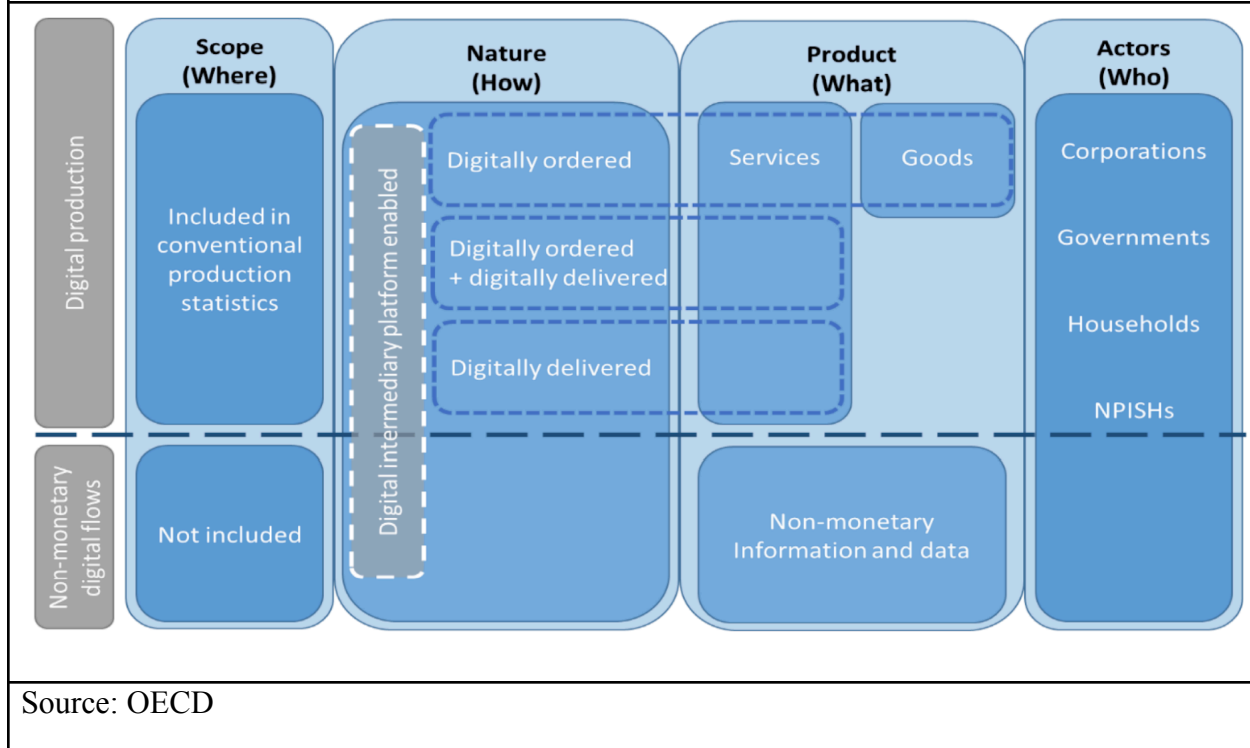 Scope
(Where)
Nature
(How)
Product
(What)
Actors
(Who)
Digital production
Included in
conventional
production
statistics
Digital intermediary platform enabled
Digitally ordered
Digitally ordered
+ digitally delivered
Digitally delivered
Services
Goods
Corporations
Governments
Households
NPISHs
Non-monetary
digital flows
Not included
Non-monetary
Information and data
Source: OECD